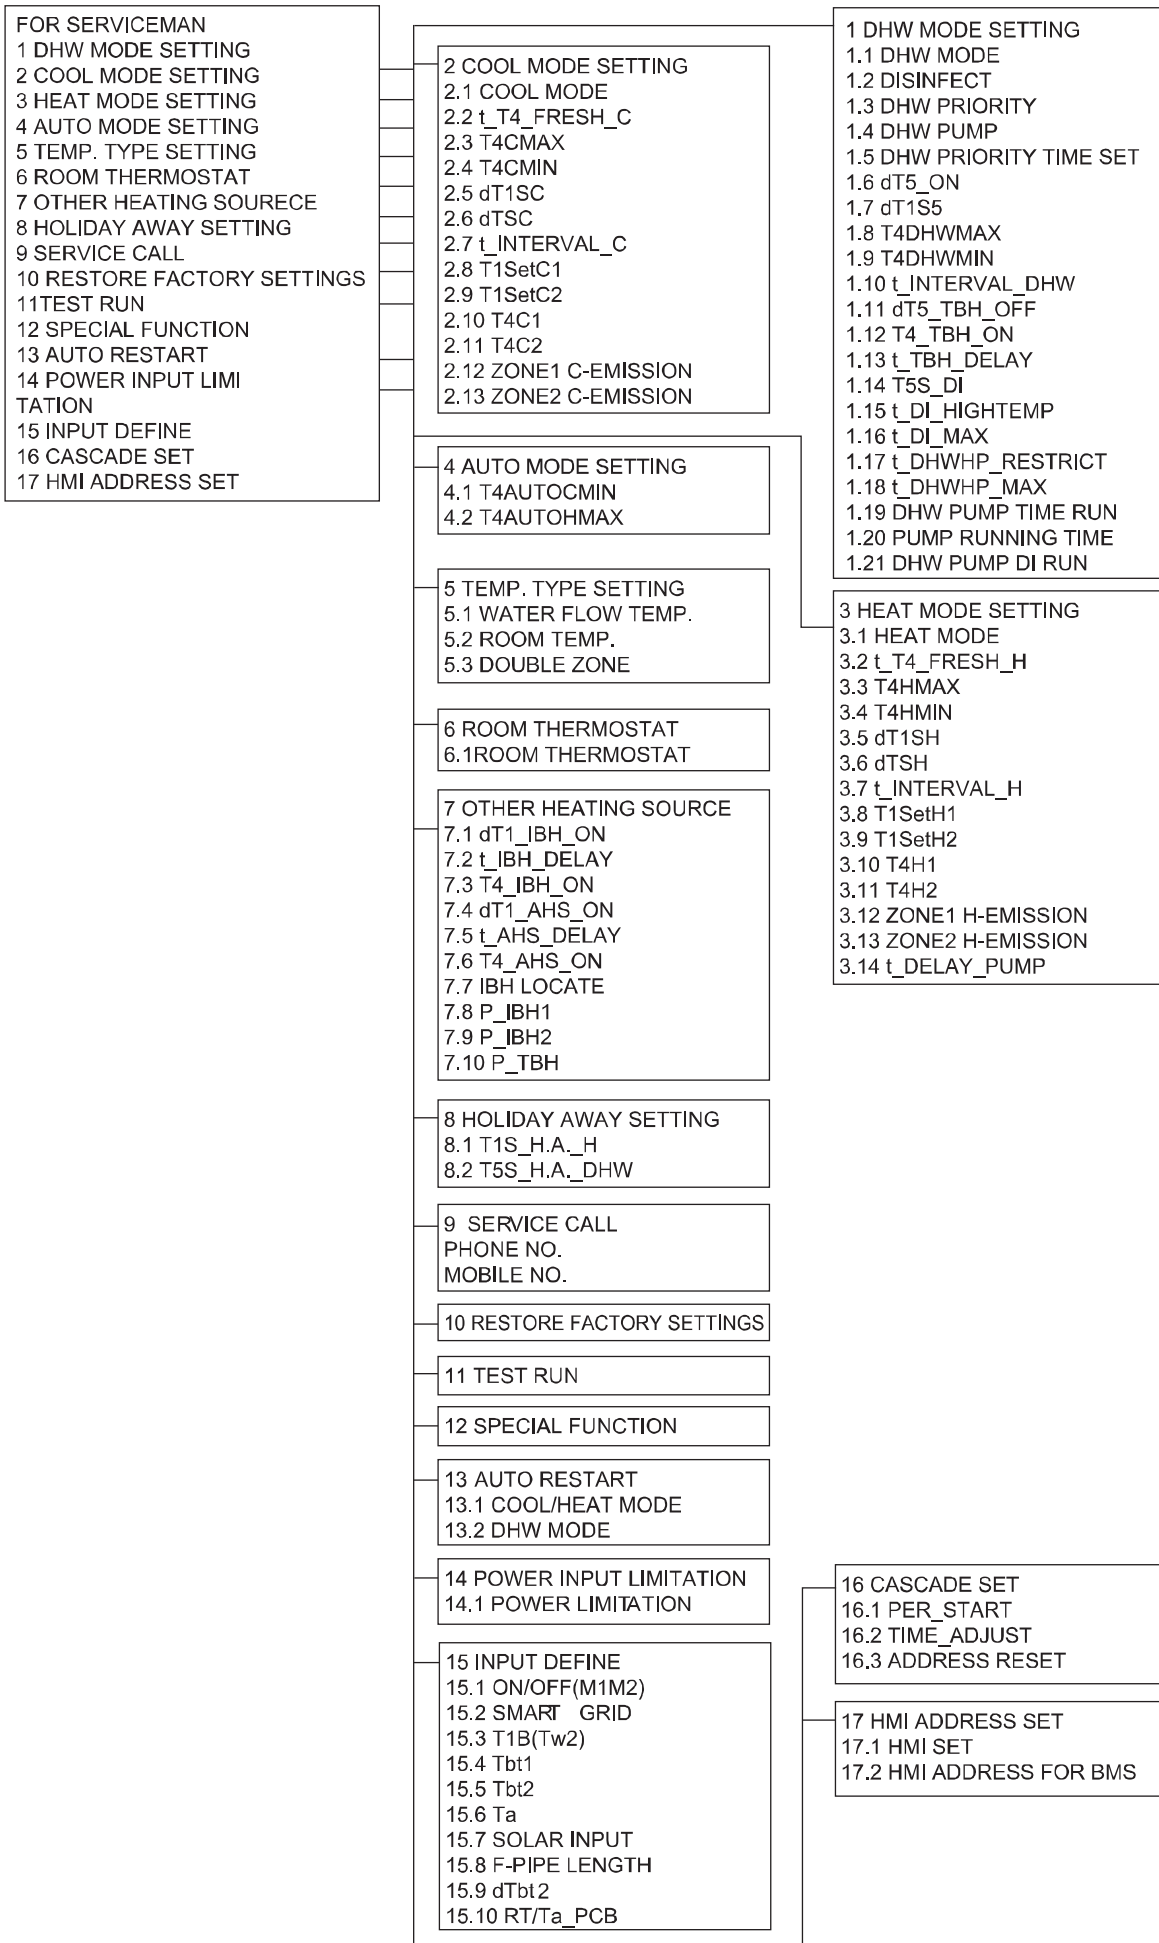 FOR SERVICEMAN
1 DHW MODE SETTING
2 COOL MODE SETTING
3 HEAT MODE SETTING
4 AUTO MODE SETTING
5 TEMP. TYPE SETTING
6 ROOM THERMOSTAT
7 OTHER HEATING SOURECE
8 HOLIDAY AWAY SETTING
9 SERVICE CALL
10 RESTORE FACTORY SETTINGS
11TEST RUN
12 SPECIAL FUNCTION
13 AUTO RESTART
14 POWER INPUT LIMI
TATION
15 INPUT DEFINE
16 CASCADE SET
17 HMI ADDRESS SET
1 DHW MODE SETTING
1.1 DHW MODE
1.2 DISINFECT
1.3 DHW PRIORITY
1.4 DHW PUMP
1.5 DHW PRIORITY TIME SET
1.6 dT5_ON
1.7 dT1S5
1.8 T4DHWMAX
1.9 T4DHWMIN
1.10 t_INTERVAL_DHW
1.11 dT5_TBH_OFF
1.12 T4_TBH_ON
1.13 t_TBH_DELAY
1.14 T5S_DI
1.15 t_DI_HIGHTEMP
1.16 t_DI_MAX
1.17 t_DHWHP_RESTRICT
1.18 t_DHWHP_MAX
1.19 DHW PUMP TIME RUN
1.20 PUMP RUNNING TIME
1.21 DHW PUMP DI RUN
2 COOL MODE SETTING
2.1 COOL MODE
2.2 t_T4_FRESH_C
2.3 T4CMAX
2.4 T4CMIN
2.5 dT1SC
2.6 dTSC
2.7 t_INTERVAL_C
2.8 T1SetC1
2.9 T1SetC2
2.10 T4C1
2.11 T4C2
2.12 ZONE1 C-EMISSION
2.13 ZONE2 C-EMISSION
3 HEAT MODE SETTING
3.1 HEAT MODE
3.2 t_T4_FRESH_H
3.3 T4HMAX
3.4 T4HMIN
3.5 dT1SH
3.6 dTSH
3.7 t_INTERVAL_H
3.8 T1SetH1
3.9 T1SetH2
3.10 T4H1
3.11 T4H2
3.12 ZONE1 H-EMISSION
3.13 ZONE2 H-EMISSION
3.14 t_DELAY_PUMP
4 AUTO MODE SETTING
4.1 T4AUTOCMIN
4.2 T4AUTOHMAX
5 TEMP. TYPE SETTING
5.1 WATER FLOW TEMP.
5.2 ROOM TEMP.
5.3 DOUBLE ZONE
6 ROOM THERMOSTAT
6.1ROOM THERMOSTAT
7 OTHER HEATING SOURCE
7.1 dT1_IBH_ON
7.2 t_IBH_DELAY
7.3 T4_IBH_ON
7.4 dT1_AHS_ON
7.5 t_AHS_DELAY
7.6 T4_AHS_ON
7.7 IBH LOCATE
7.8 P_IBH1
7.9 P_IBH2
7.10 P_TBH
8 HOLIDAY AWAY SETTING
8.1 T1S_H.A._H
8.2 T5S_H.A._DHW
9 SERVICE CALL
PHONE NO.
MOBILE NO.
10 RESTORE FACTORY SETTINGS
11 TEST RUN
12 SPECIAL FUNCTION
13 AUTO RESTART
13.1 COOL/HEAT MODE
13.2 DHW MODE
14 POWER INPUT LIMITATION
14.1 POWER LIMITATION
15 INPUT DEFINE
15.1 ON/OFF(M1M2)
15.2 SMART GRID
15.3 T1B(Tw2)
15.4 Tbt1
15.5 Tbt2
15.6 Ta
15.7 SOLAR INPUT
15.8 F-PIPE LENGTH
15.9 dTbt2
15.10 RT/Ta_PCB
16 CASCADE SET
16.1 PER_START
16.2 TIME_ADJUST
16.3 ADDRESS RESET
17 HMI ADDRESS SET
17.1 HMI SET
17.2 HMI ADDRESS FOR BMS